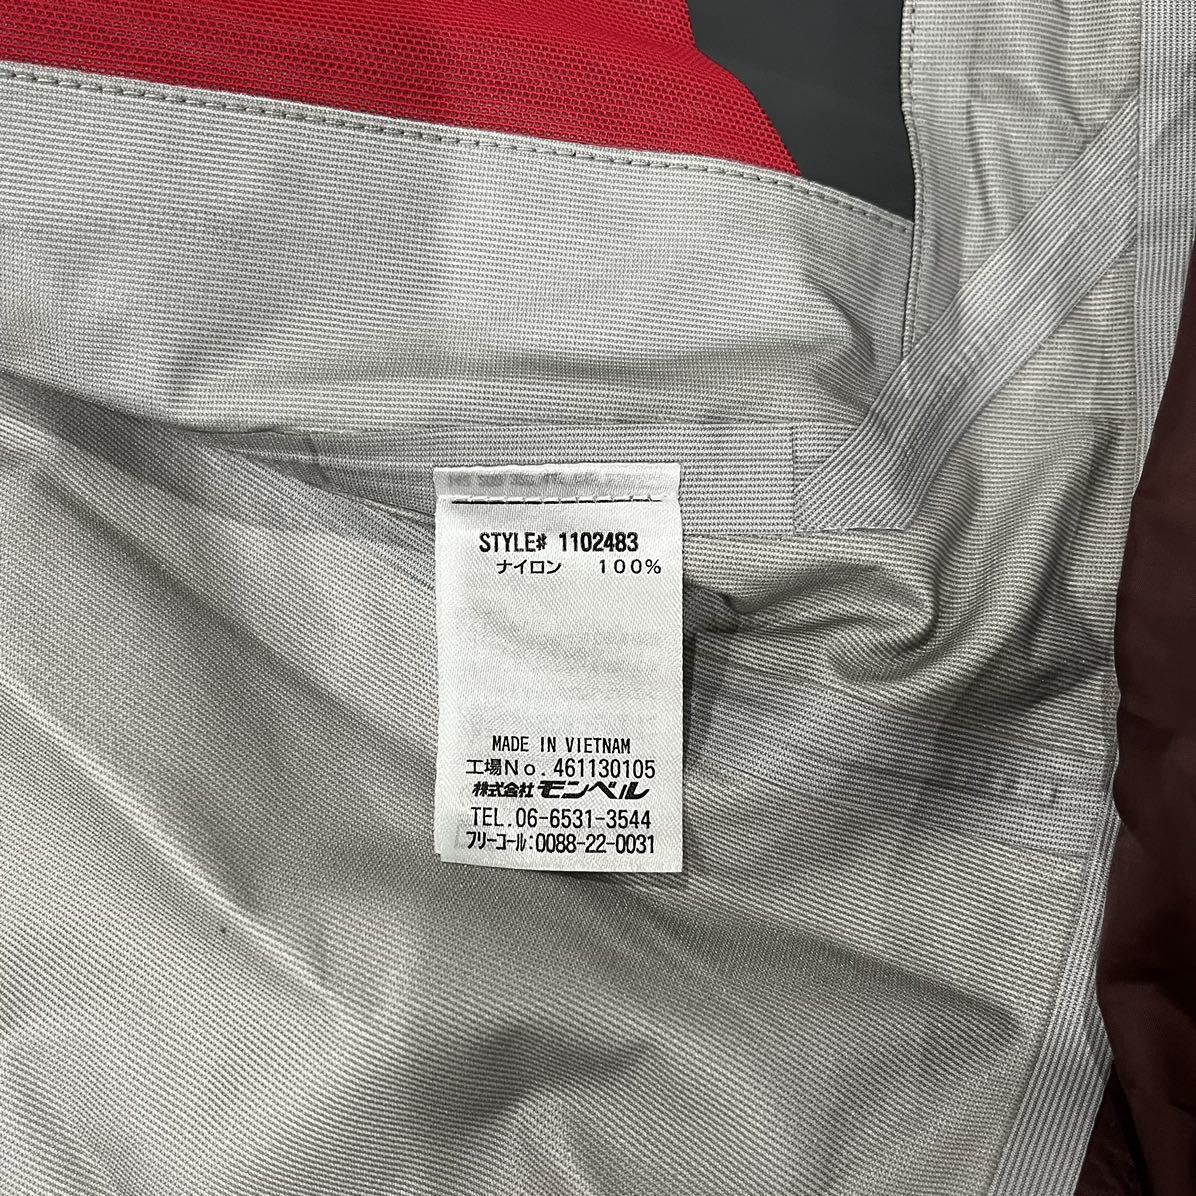 STYLE# 1102483
ナイロン 100%
MADE IN VIETNAM
工場No.461130105
株式会社モンベル
TEL.06-6531-3544
フリーコール:0088-22-0031